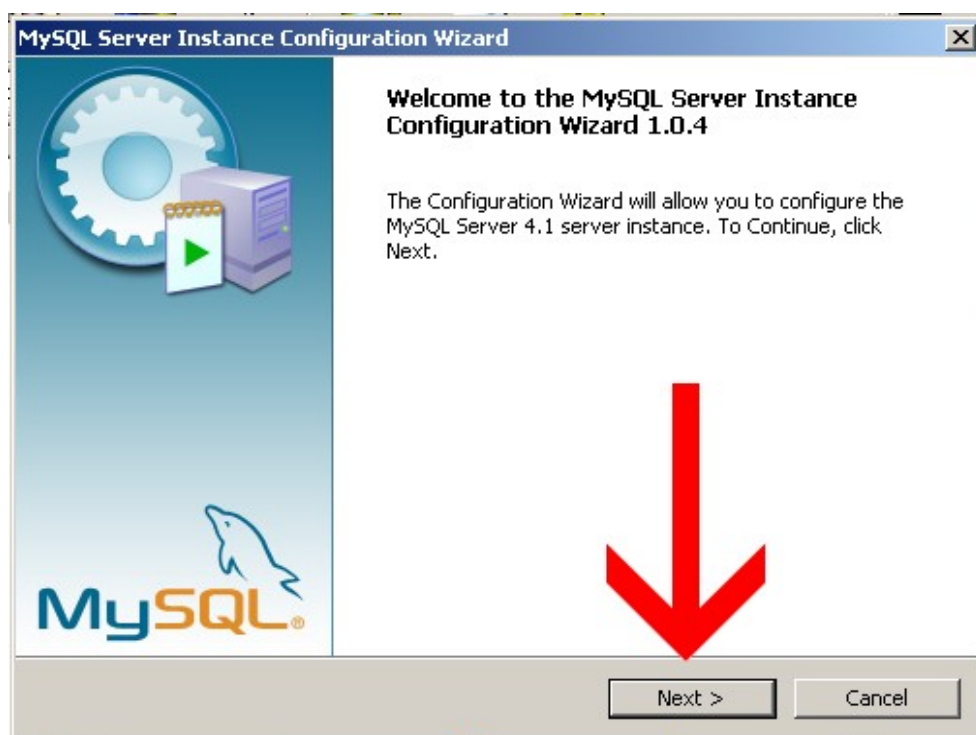 MySQL Server Instance Configuration Wizard
Welcome to the MySQL Server Instance
Configuration Wizard 1.0.4
The Configuration Wizard will allow you to configure the
MySQL Server 4.1 server instance. To Continue, click
Next.
MySQL®
Next >
Cancel